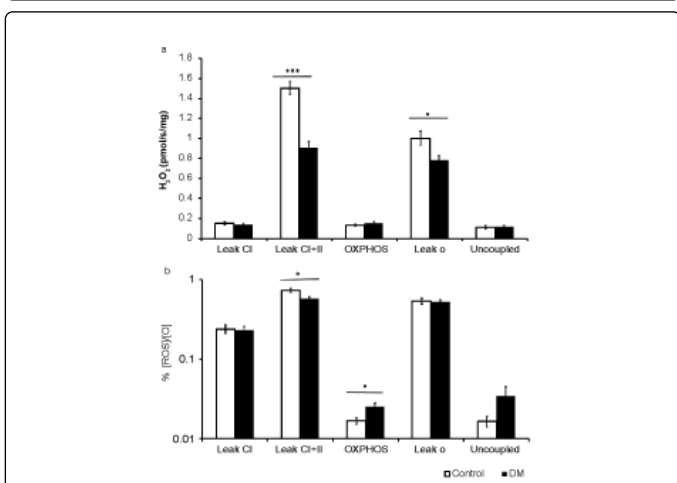 a
1.8
***
1.6
1.4
1.2
*
1
0.8
0.6
0.4
0.2
0
H₂O₂ (pmol/s/mg)
Leak CI Leak CI+II OXPHOS Leak o Uncoupled
b
1
*
0.1
*
0.01
% [ROS]/[O]
Leak CI Leak CI+II OXPHOS Leak o Uncoupled
Control DM